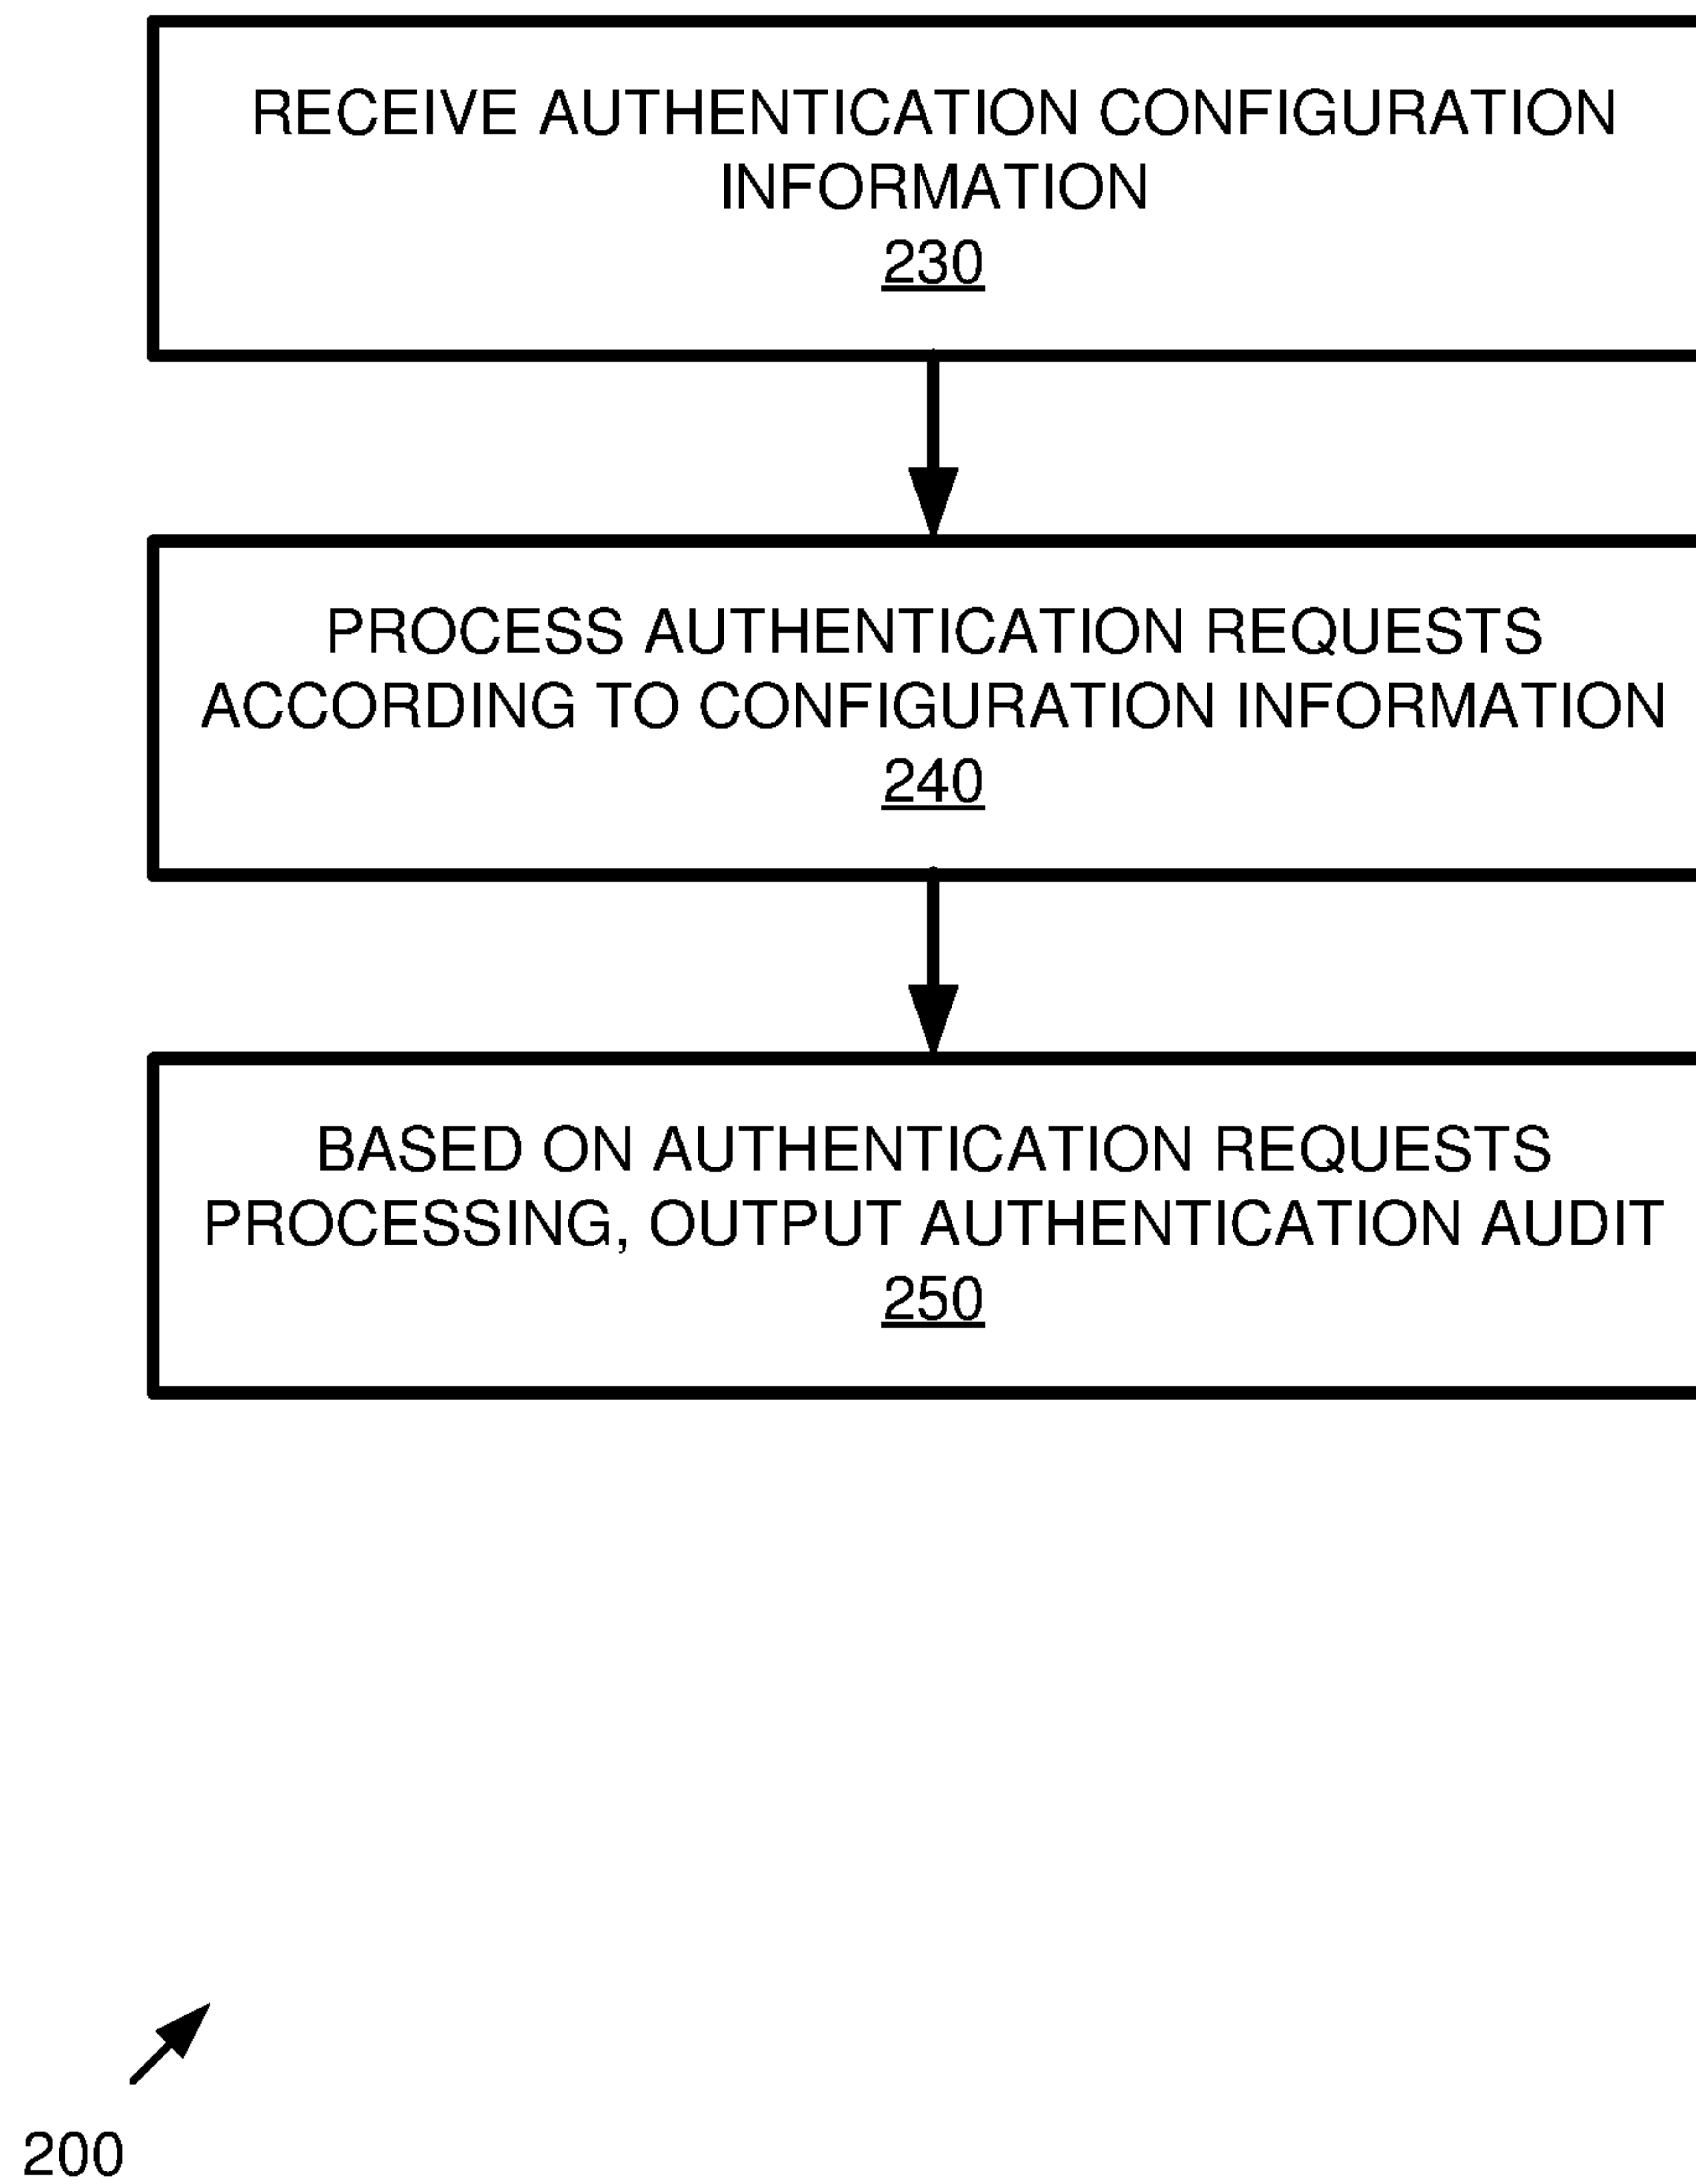 RECEIVE AUTHENTICATION CONFIGURATION
INFORMATION
230
PROCESS AUTHENTICATION REQUESTS
ACCORDING TO CONFIGURATION INFORMATION
240
BASED ON AUTHENTICATION REQUESTS
PROCESSING, OUTPUT AUTHENTICATION AUDIT
250
200